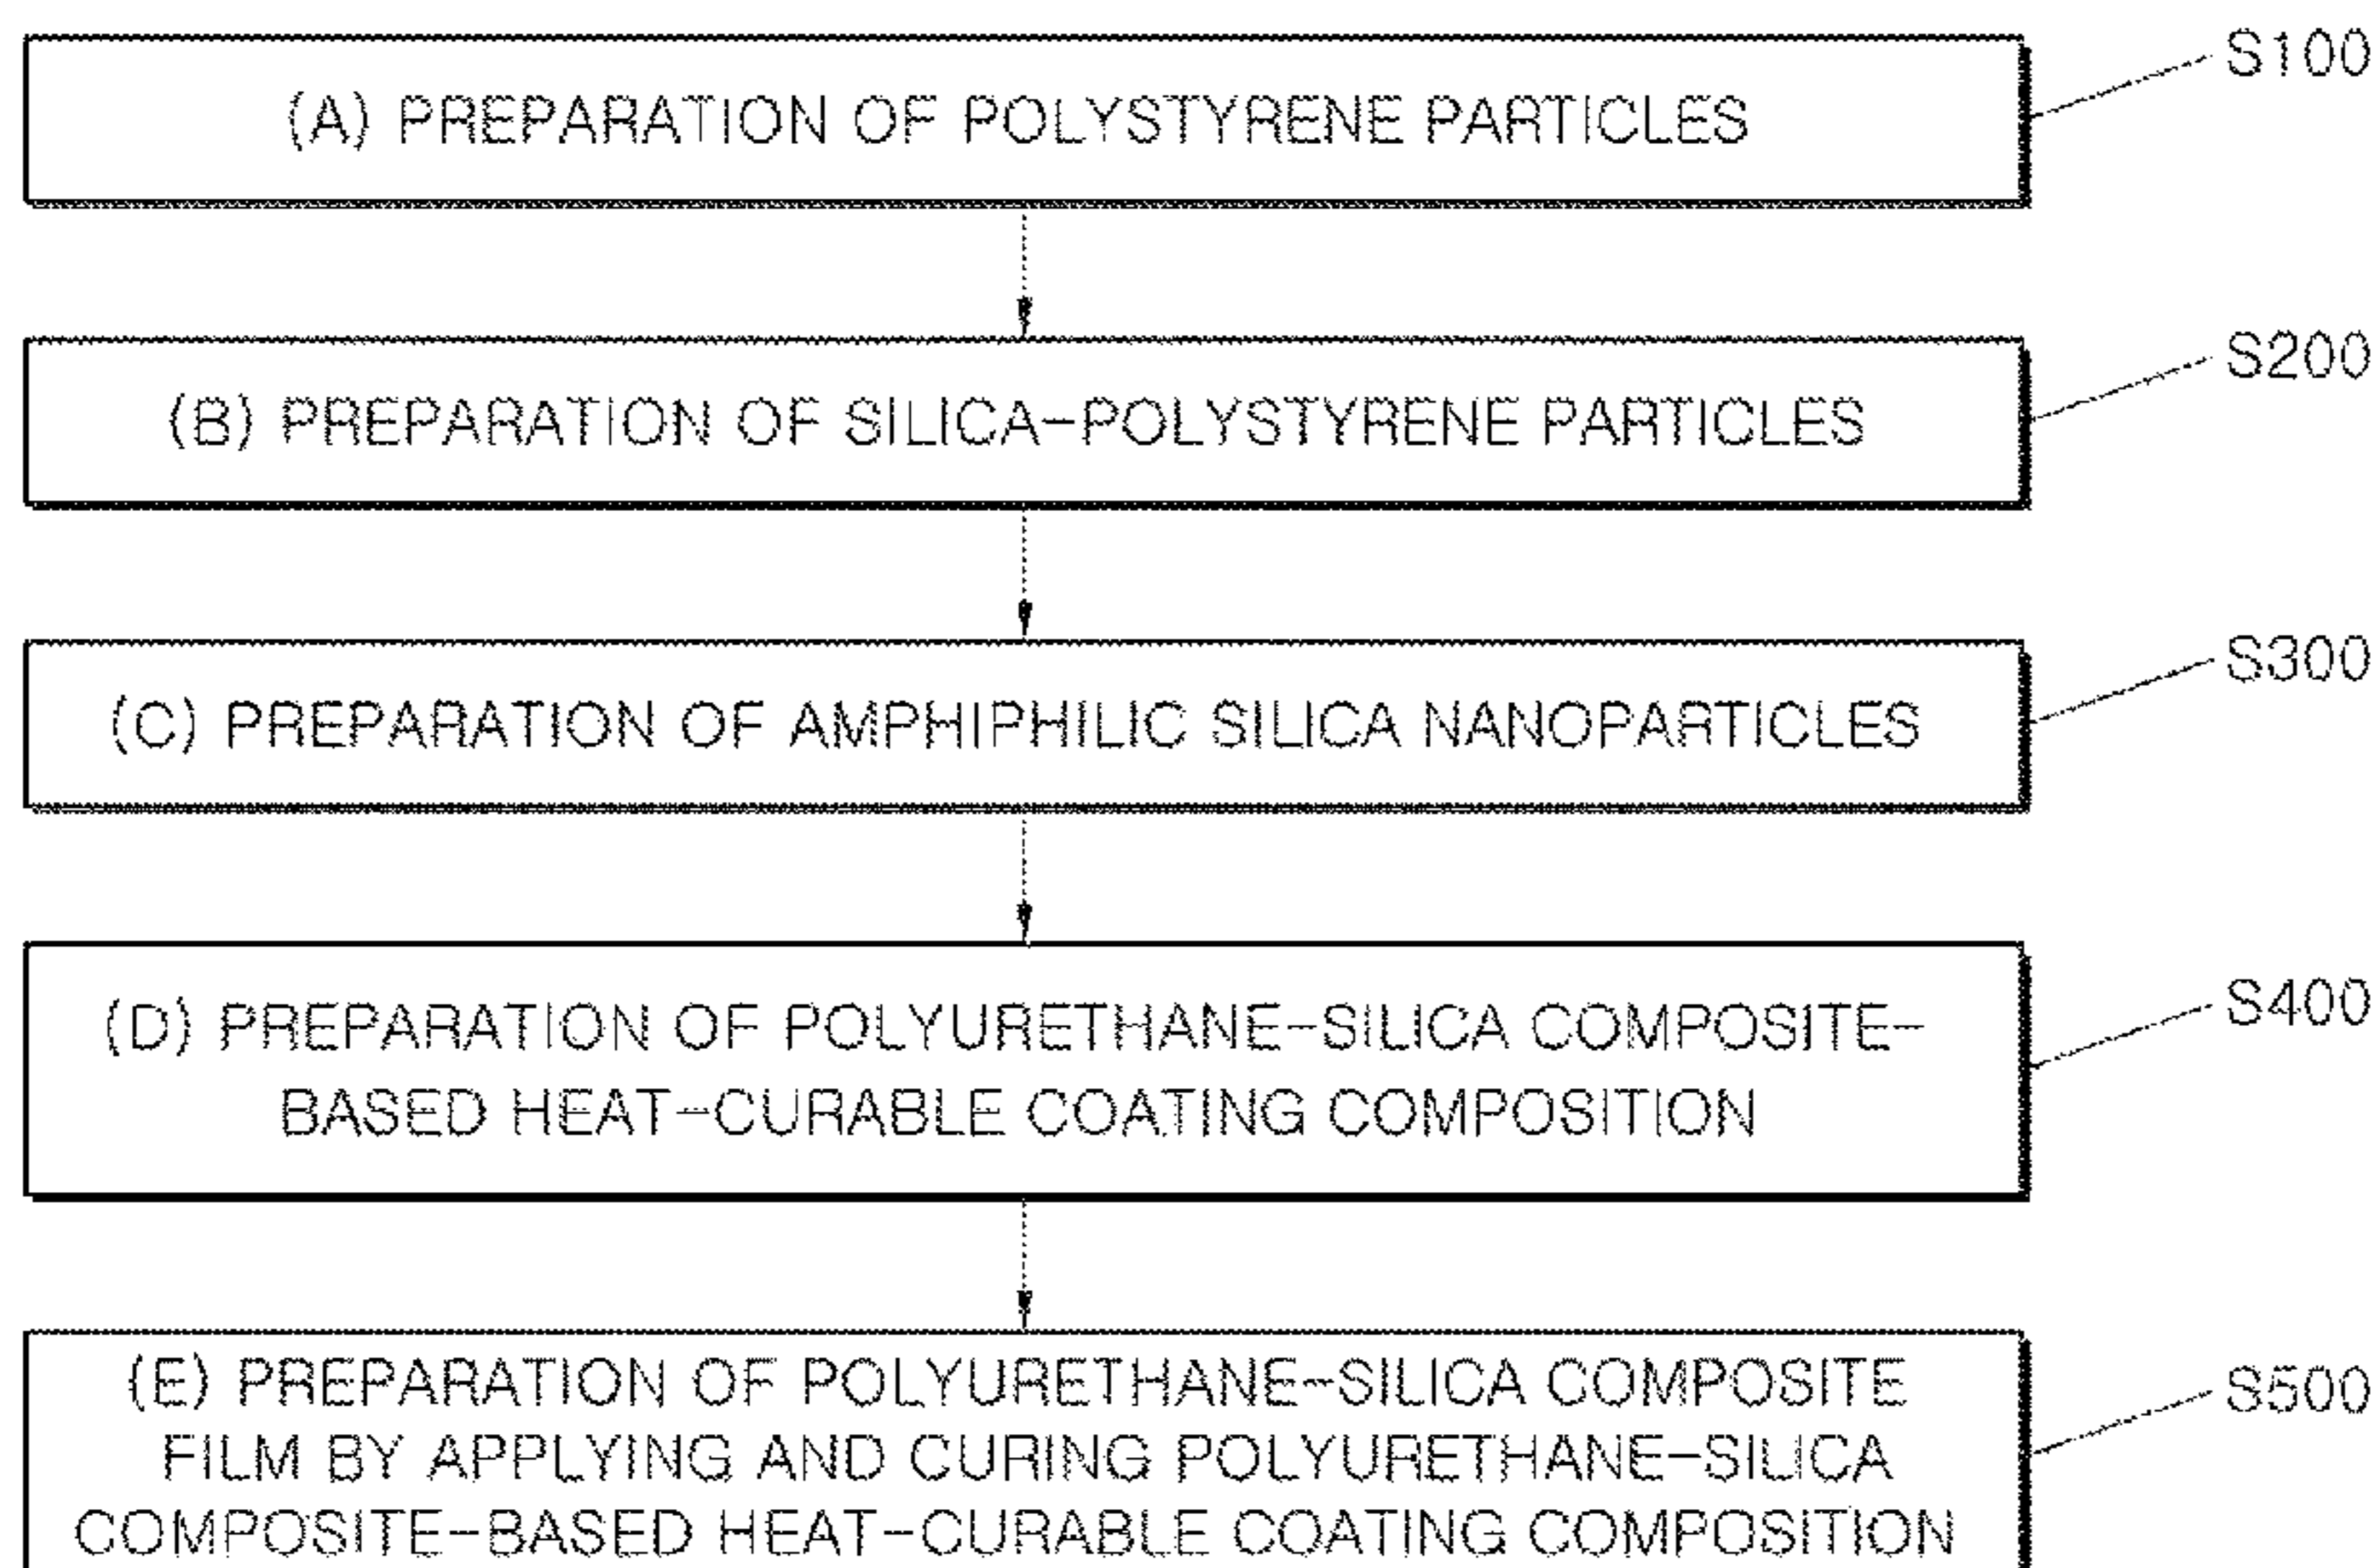 (A) PREPARATION OF POLYSTYRENE PARTICLES
S100
(B) PREPARATION OF SILICA-POLYSTYRENE PARTICLES
S200
(C) PREPARATION OF AMPHIPHILIC SILICA NANOPARTICLES
S300
(D) PREPARATION OF POLYURETHANE-SILICA COMPOSITE-
BASED HEAT-CURABLE COATING COMPOSITION
S400
(E) PREPARATION OF POLYURETHANE-SILICA COMPOSITE
FILM BY APPLYING AND CURING POLYURETHANE-SILICA
COMPOSITE-BASED HEAT-CURABLE COATING COMPOSITION
S500